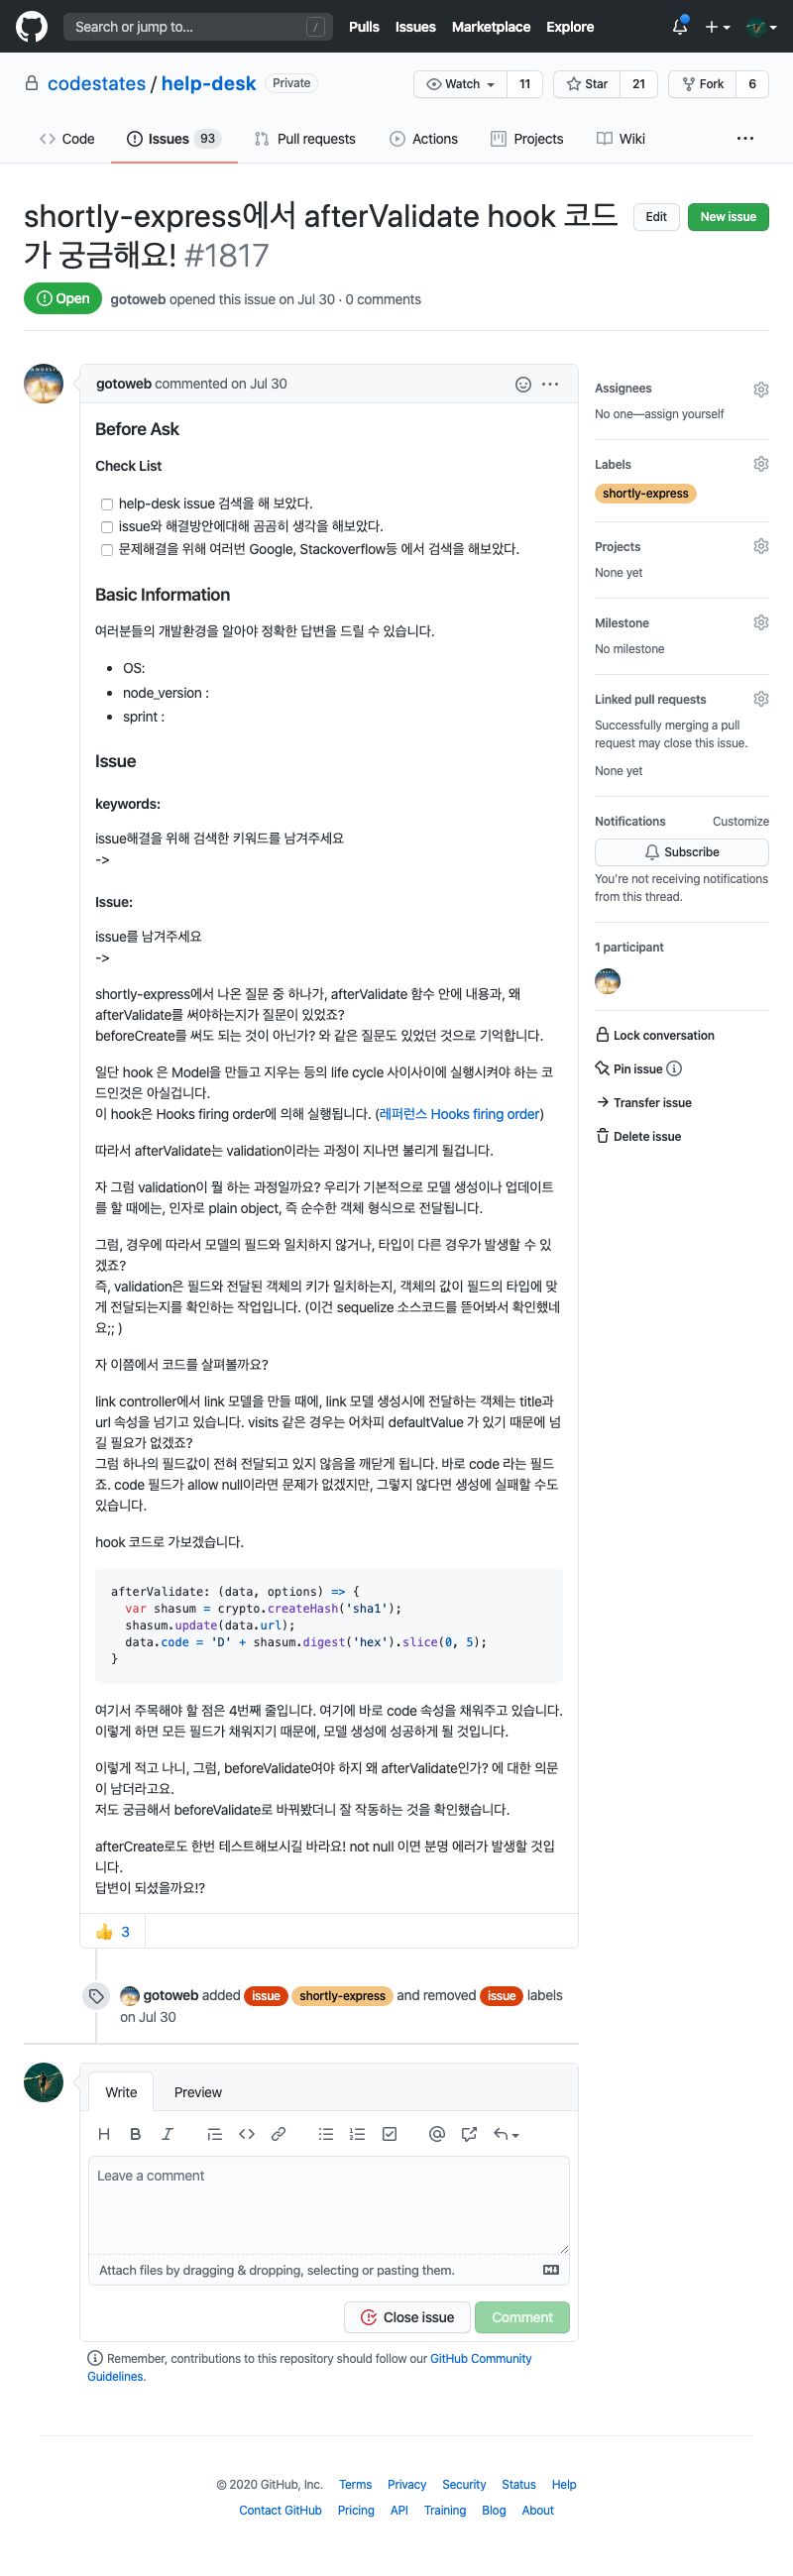 Search or jump to...
/
Pulls
Issues
Marketplace
Explore
codestates / help-desk
Private
Watch
11
Star
21
Fork
6
Code
Issues 93
Pull requests
Actions
Projects
Wiki
shortly-express에서 afterValidate hook 코드
가 궁금해요! #1817
Edit
New issue
Open
gotoweb opened this issue on Jul 30 · 0 comments
gotoweb commented on Jul 30
Before Ask
Check List
help-desk issue 검색을 해 보았다.
issue와 해결방안에대해 곰곰히 생각을 해보았다.
문제해결을 위해 여러번 Google, Stackoverflow등 에서 검색을 해보았다.
Basic Information
여러분들의 개발환경을 알아야 정확한 답변을 드릴 수 있습니다.
• OS:
• node_version :
• sprint :
Issue
keywords:
issue해결을 위해 검색한 키워드를 남겨주세요
->
Issue:
issue를 남겨주세요
->
shortly-express에서 나온 질문 중 하나가, afterValidate 함수 안에 내용과, 왜
afterValidate를 써야하는지가 질문이 있었죠?
beforeCreate를 써도 되는 것이 아닌가? 와 같은 질문도 있었던 것으로 기억합니다.
일단 hook 은 Model을 만들고 지우는 등의 life cycle 사이사이에 실행시켜야 하는 코
드인것은 아실겁니다.
이 hook은 Hooks firing order에 의해 실행됩니다. (레퍼런스 Hooks firing order)
따라서 afterValidate는 validation이라는 과정이 지나면 불리게 될겁니다.
자 그럼 validation이 뭘 하는 과정일까요? 우리가 기본적으로 모델 생성이나 업데이트
를 할 때에는, 인자로 plain object, 즉 순수한 객체 형식으로 전달됩니다.
그럼, 경우에 따라서 모델의 필드와 일치하지 않거나, 타입이 다른 경우가 발생할 수 있
겠죠?
즉, validation은 필드와 전달된 객체의 키가 일치하는지, 객체의 값이 필드의 타입에 맞
게 전달되는지를 확인하는 작업입니다. (이건 sequelize 소스코드를 뜯어봐서 확인했네
요;; )
자 이쯤에서 코드를 살펴볼까요?
link controller에서 link 모델을 만들 때에, link 모델 생성시에 전달하는 객체는 title과
url 속성을 넘기고 있습니다. visits 같은 경우는 어차피 defaultValue 가 있기 때문에 넘
길 필요가 없겠죠?
그럼 하나의 필드값이 전혀 전달되고 있지 않음을 깨닫게 됩니다. 바로 code 라는 필드
죠. code 필드가 allow null이라면 문제가 없겠지만, 그렇지 않다면 생성에 실패할 수도
있습니다.
hook 코드로 가보겠습니다.
afterValidate: (data, options) => {
var shasum = crypto.createHash('sha1');
shasum.update(data.url);
data.code = 'D' + shasum.digest('hex').slice(0, 5);
}
여기서 주목해야 할 점은 4번째 줄입니다. 여기에 바로 code 속성을 채워주고 있습니다.
이렇게 하면 모든 필드가 채워지기 때문에, 모델 생성에 성공하게 될 것입니다.
이렇게 적고 나니, 그럼, beforeValidate여야 하지 왜 afterValidate인가? 에 대한 의문
이 남더라고요.
저도 궁금해서 beforeValidate로 바꿔봤더니 잘 작동하는 것을 확인했습니다.
afterCreate로도 한번 테스트해보시길 바라요! not null 이면 분명 에러가 발생할 것입
니다.
답변이 되셨을까요!?
👍 3
gotoweb added issue shortly-express and removed issue labels
on Jul 30
Assignees
No one—assign yourself
Labels
shortly-express
Projects
None yet
Milestone
No milestone
Linked pull requests
Successfully merging a pull
request may close this issue.
None yet
Notifications
Customize
Subscribe
You're not receiving notifications
from this thread.
1 participant
Lock conversation
Pin issue
Transfer issue
Delete issue
Write
Preview
Leave a comment
Attach files by dragging & dropping, selecting or pasting them.
Close issue
Comment
Remember, contributions to this repository should follow our GitHub Community
Guidelines.
© 2020 GitHub, Inc.
Terms
Privacy
Security
Status
Help
Contact GitHub
Pricing
API
Training
Blog
About